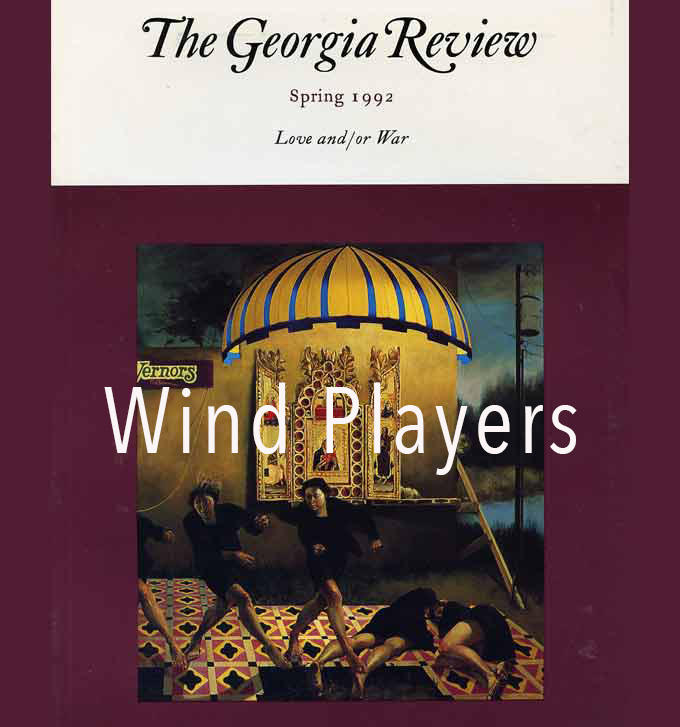 The Georgia Review
Spring 1992
Love and/or War
Vernors
Wind Players